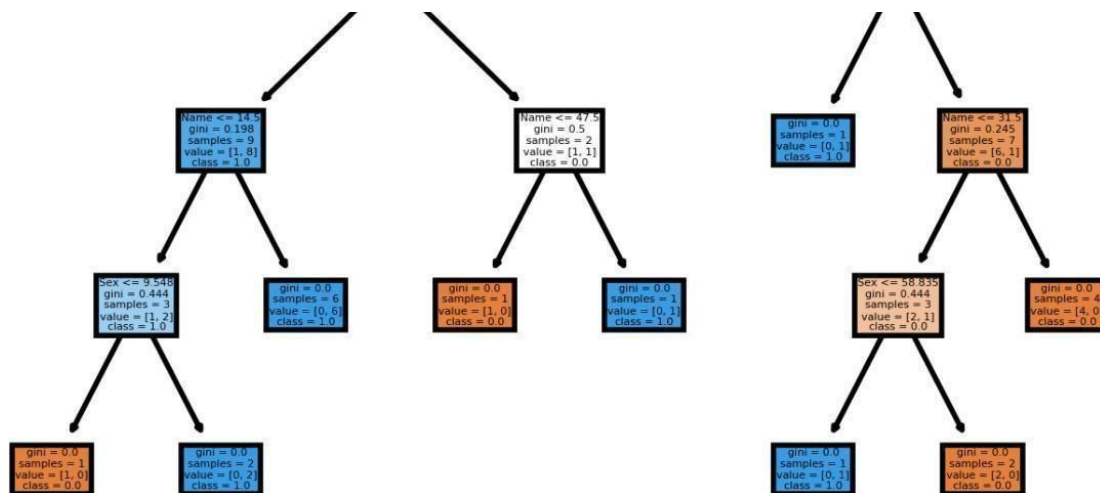 Name <= 14.5
gini = 0.198
samples = 9
value = [1, 8]
class = 1.0
Name <= 47.5
gini = 0.5
samples = 2
value = [1, 1]
class = 0.0
gini = 0.0
samples = 1
value = [0, 1]
class = 1.0
Name <= 31.5
gini = 0.245
samples = 7
value = [6, 1]
class = 0.0
Sex <= 9.548
gini = 0.444
samples = 3
value = [1, 2]
class = 1.0
gini = 0.0
samples = 6
value = [0, 6]
class = 1.0
gini = 0.0
samples = 1
value = [1, 0]
class = 0.0
gini = 0.0
samples = 1
value = [0, 1]
class = 1.0
Sex <= 58.835
gini = 0.444
samples = 3
value = [2, 1]
class = 0.0
gini = 0.0
samples = 4
value = [4, 0
class = 0.0
gini = 0.0
samples = 1
value = [1, 0]
class = 0.0
gini = 0.0
samples = 2
value = [0, 2]
class = 1.0
gini = 0.0
samples = 1
value = [0, 1]
class = 1.0
gini = 0.0
samples = 2
value = [2, 0]
class = 0.0